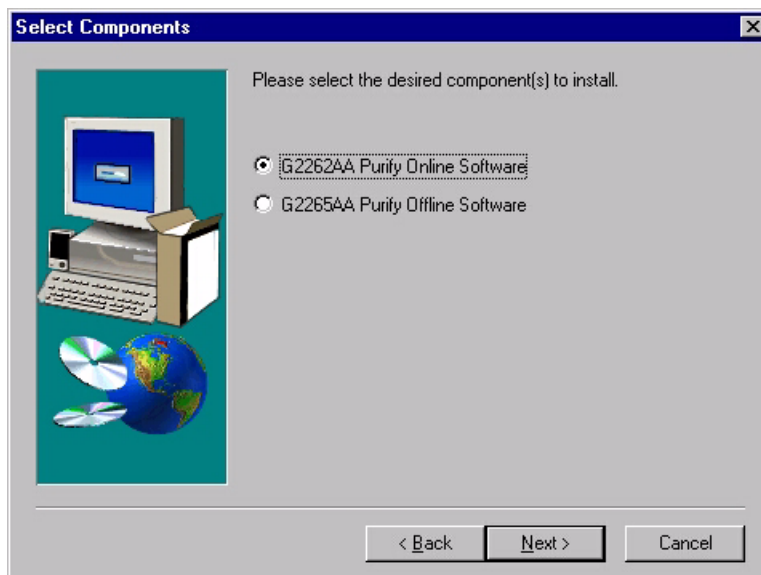 Select Components
Please select the desired component(s) to install.
G2262AA Purify Online Software
G2265AA Purify Offline Software
< Back
Next >
Cancel